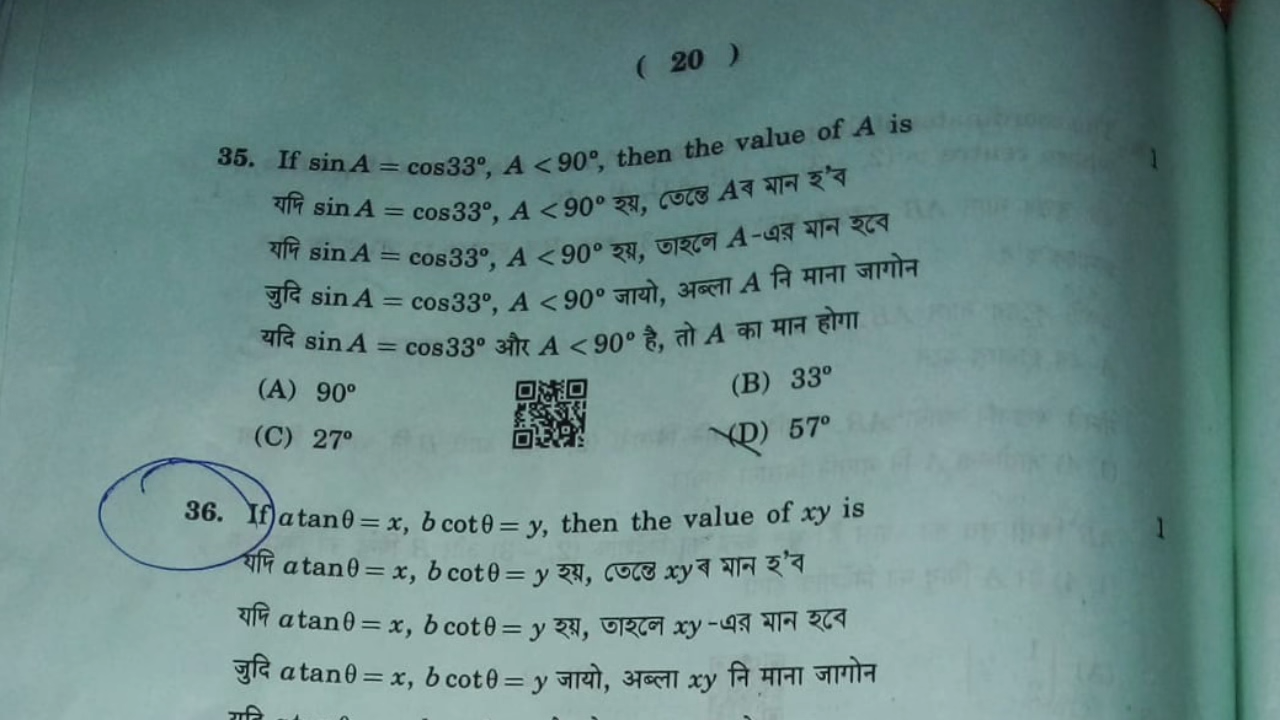 ( 20 )
35. If sin A = cos33°, A < 90°, then the value of A is
1
যদি sin A = cos33°, A < 90° হয়, তেন্তে Aৰ মান হ'ব
যদি sin A = cos33°, A < 90° হয়, তাহলে A-এর মান হবে
जुदि sin A = cos33°, A < 90° जायो, अब्ला A नि माना जागोन
यदि sin A = cos33° और A < 90° है, तो A का मान होगा
(A) 90° (B) 33°
(C) 27° (D) 57°
36. If a tanθ = x, b cotθ = y, then the value of xy is
1
যদি a tanθ = x, b cotθ = y হয়, তেন্তে xyৰ মান হ'ব
যদি a tanθ = x, b cotθ = y হয়, তাহলে xy-এর মান হবে
जुदि a tanθ = x, b cotθ = y जायो, अब्ला xy नि माना जागोन